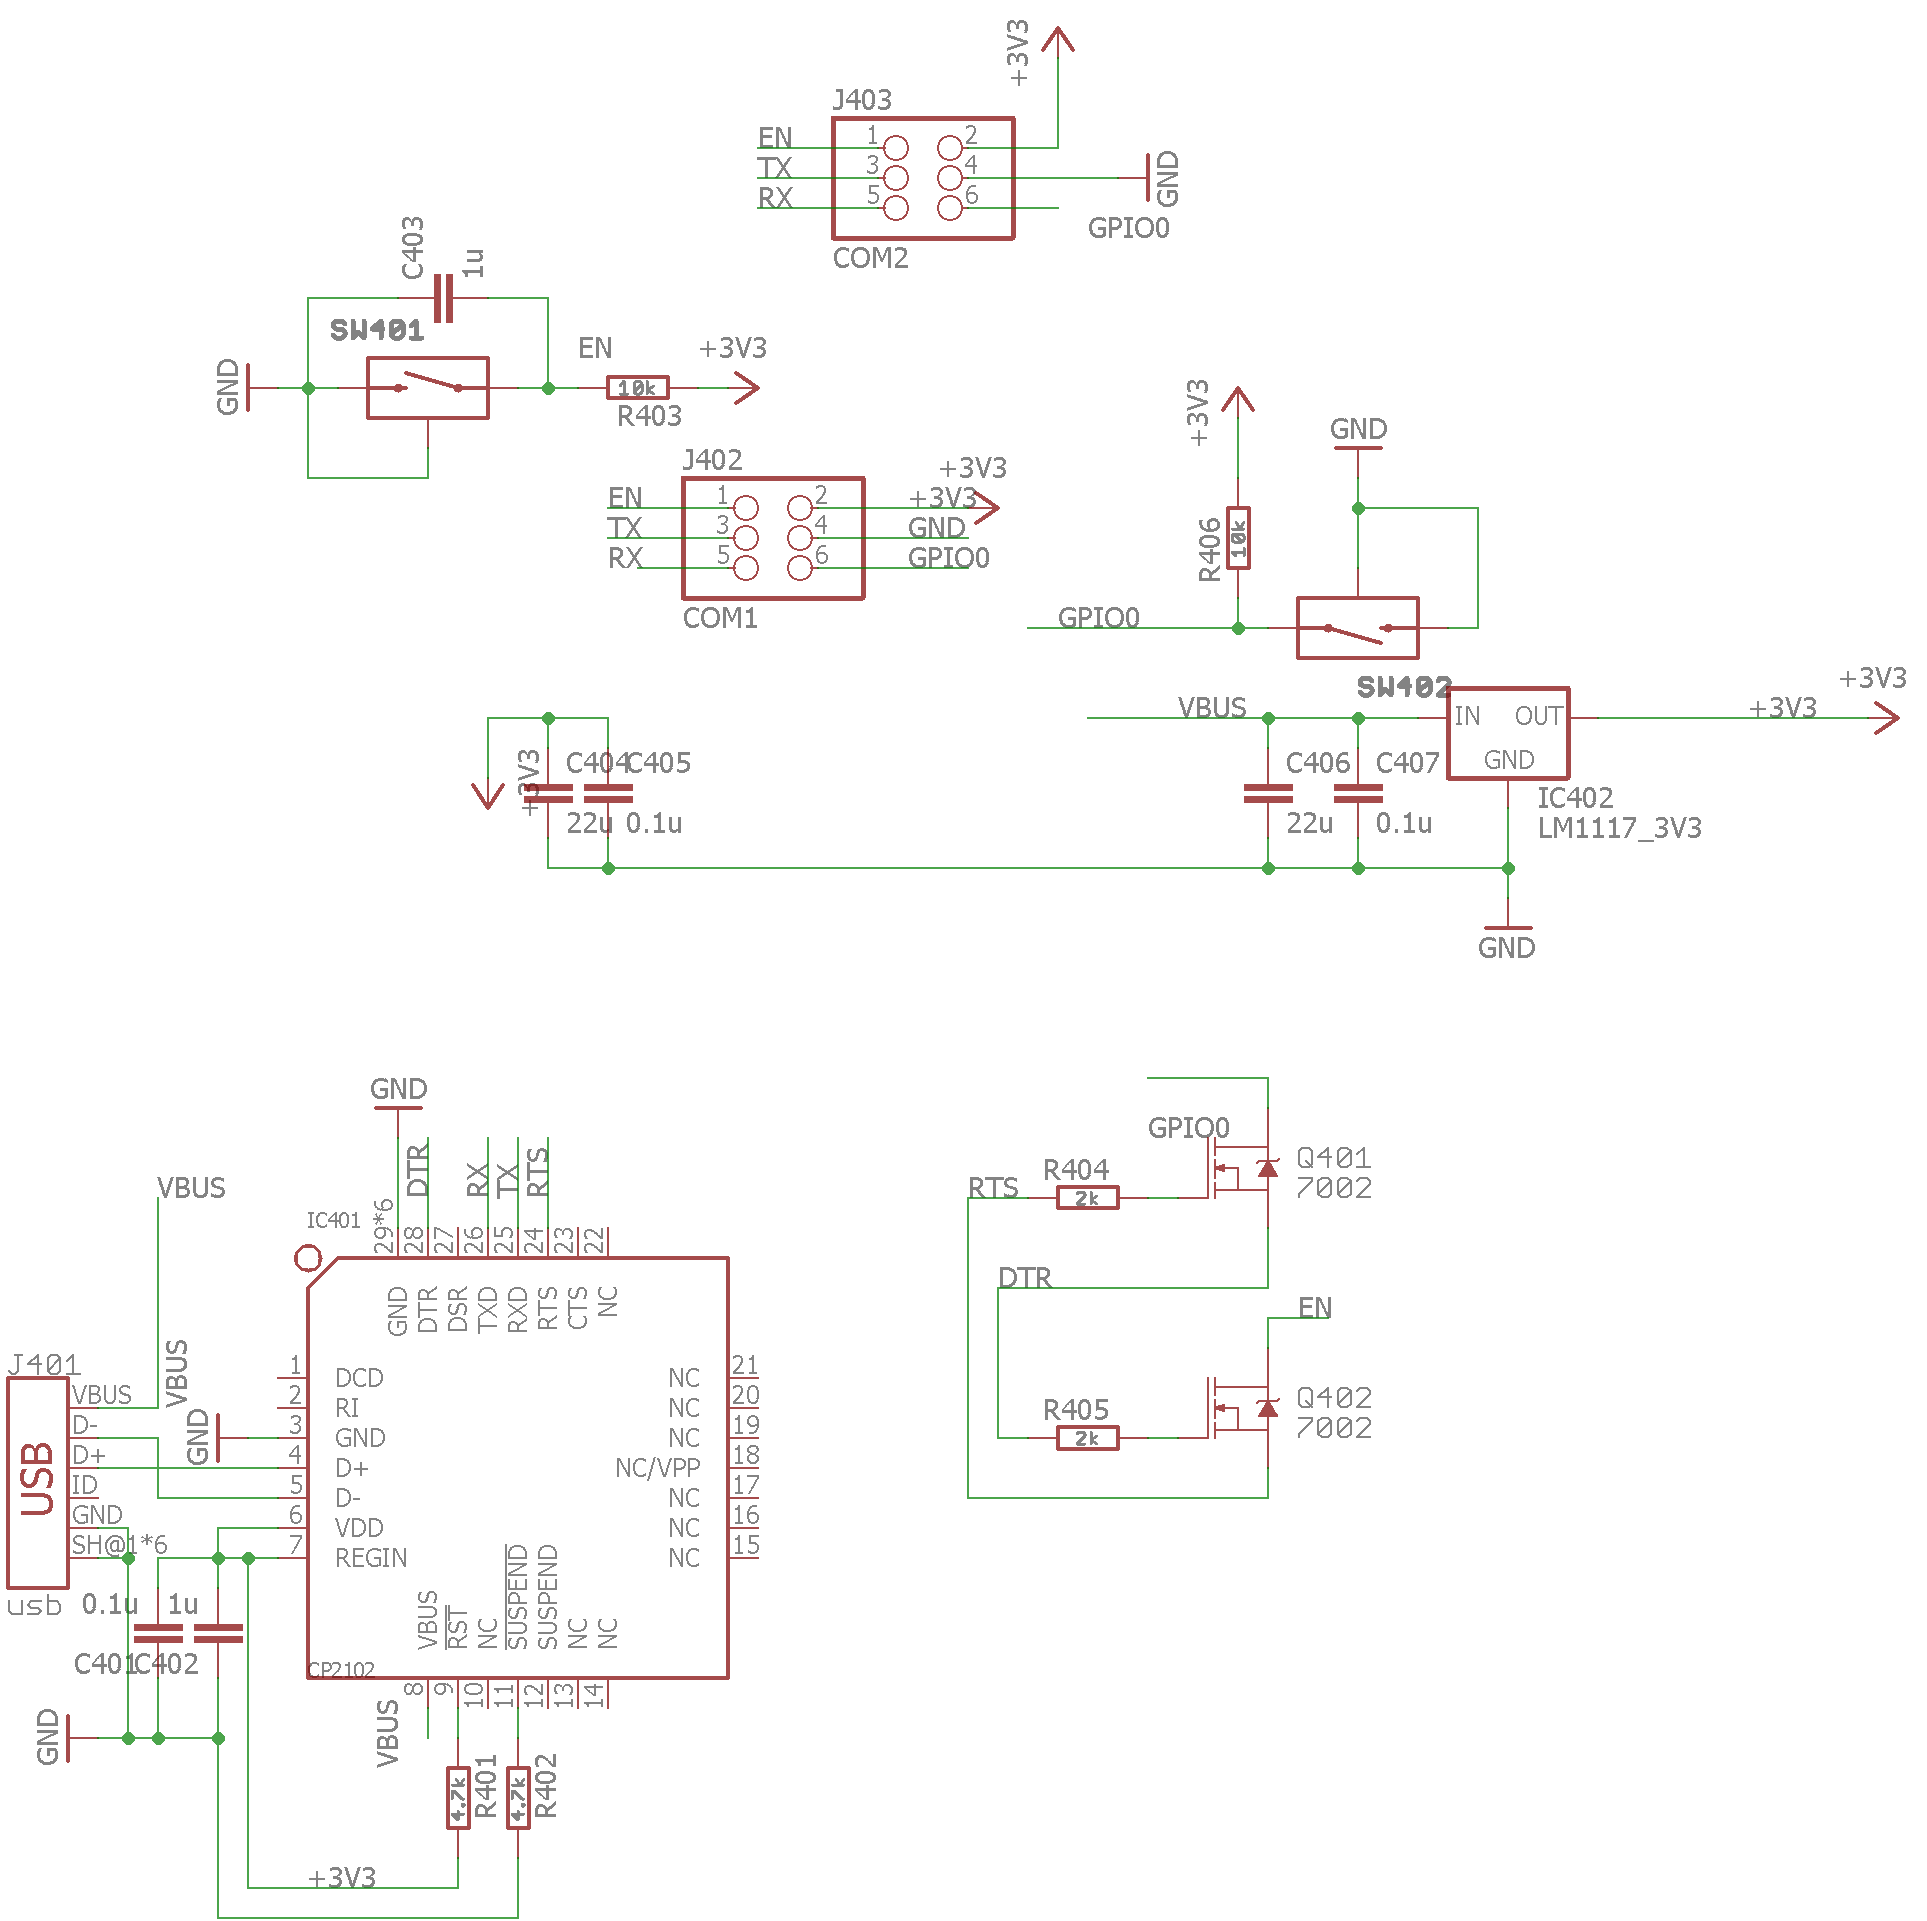 +3V3
J403
EN 1 2
TX 3 4 GND
RX 5 6
GPIO0
COM2
C403 1u
SW401
EN +3V3
GND 10k
R403
J402 +3V3
EN 1 2 +3V3
TX 3 4 GND
RX 5 6 GPIO0
COM1
+3V3
GND
R406 10k
GPIO0
SW402
VBUS IN OUT +3V3 +3V3
GND
+3V3 C404 C405
22u 0.1u
C406 C407
22u 0.1u
IC402
LM1117_3V3
GND
GND
DTR RX TX RTS
VBUS
IC401
29*6 28 27 26 25 24 23 22
GND DTR DSR TXD RXD RTS CTS NC
VBUS
J401
VBUS
D-
D+
ID
GND
SH@1*6
USB
usb
GND
1 DCD NC 21
2 RI NC 20
3 GND NC 19
4 D+ NC/VPP 18
5 D- NC 17
6 VDD NC 16
7 REGIN NC 15
0.1u 1u
C401 C402
VBUS RST NC SUSPEND SUSPEND NC NC
CP2102
8 9 10 11 12 13 14
GND
VBUS
4.7k R401 4.7k R402
+3V3
GPIO0
Q401
7002
R404
RTS 2k
DTR
EN
Q402
7002
R405
2k